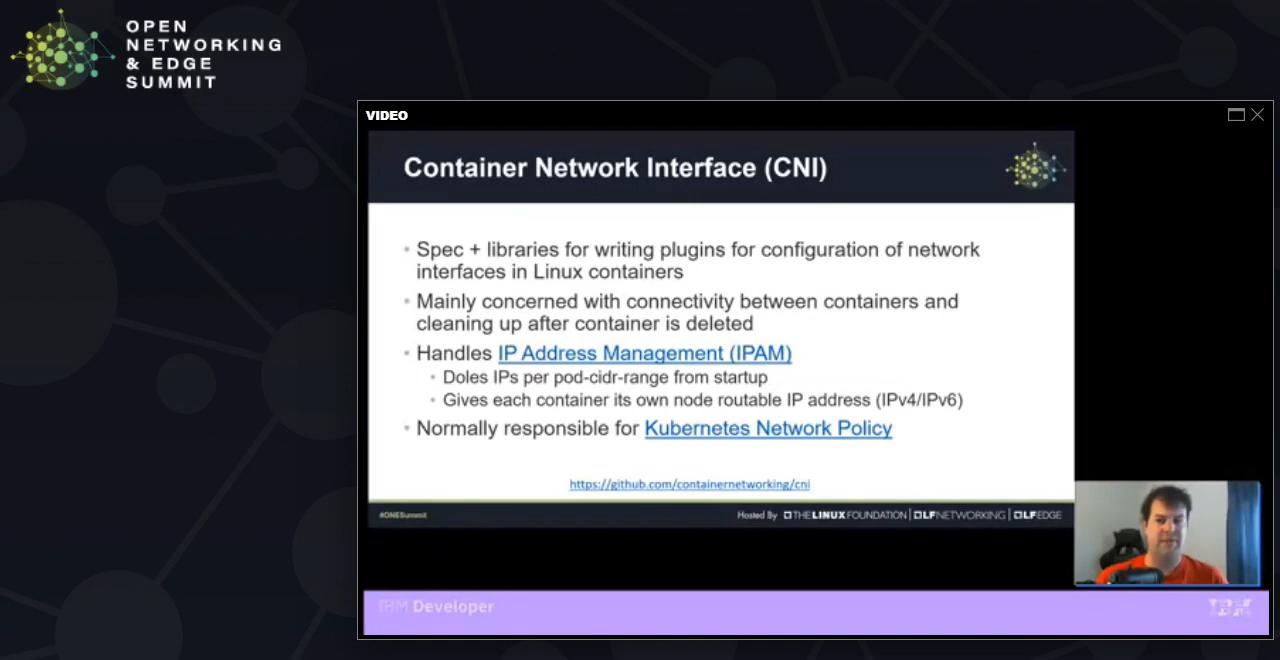 OPEN
NETWORKING
& EDGE
SUMMIT
VIDEO
Container Network Interface (CNI)
• Spec + libraries for writing plugins for configuration of network
interfaces in Linux containers
• Mainly concerned with connectivity between containers and
cleaning up after container is deleted
• Handles IP Address Management (IPAM)
• Doles IPs per pod-cidr-range from startup
• Gives each container its own node routable IP address (IPv4/IPv6)
• Normally responsible for Kubernetes Network Policy
https://github.com/containernetworking/cni
#ONESummit
Hosted By THE LINUX FOUNDATION | LFNETWORKING | LFEDGE
IBM Developer
IBM